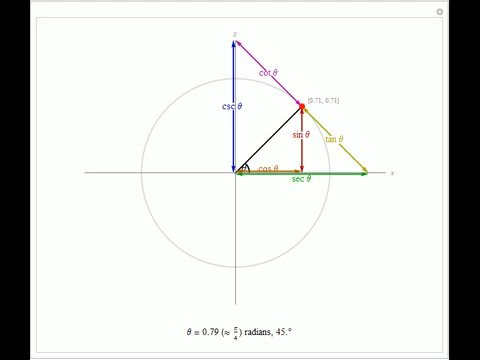 y
cot θ
[0.71, 0.71]
csc θ
sin θ
tan θ
θ
cos θ
x
sec θ
θ = 0.79 (≈ π/4) radians, 45.°